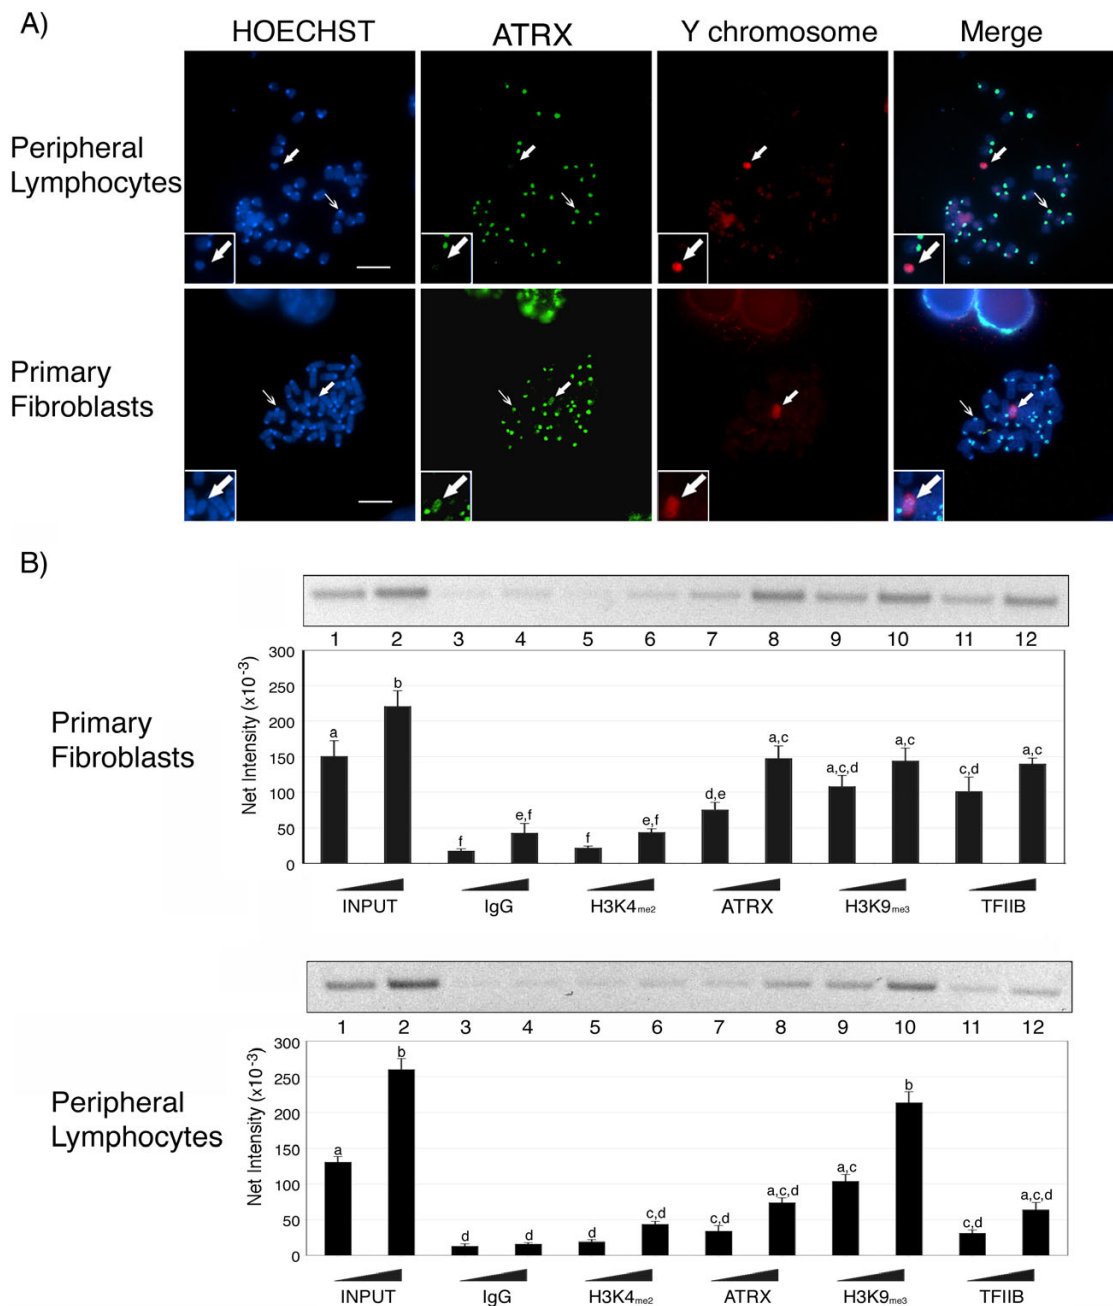 A)
HOECHST ATRX Y chromosome Merge
Peripheral
Lymphocytes
Primary
Fibroblasts
B)
1 2 3 4 5 6 7 8 9 10 11 12
Primary
Fibroblasts
Net Intensity (x10-3)
300
250
200
150
100
50
0
a b f e,f f e,f d,e a,c a,c,d a,c c,d a,c
INPUT IgG H3K4me2 ATRX H3K9me3 TFIIB
1 2 3 4 5 6 7 8 9 10 11 12
Peripheral
Lymphocytes
Net Intensity (x10-3)
300
250
200
150
100
50
0
a b d d d c,d c,d a,c,d a,c b c,d a,c,d
INPUT IgG H3K4me2 ATRX H3K9me3 TFIIB